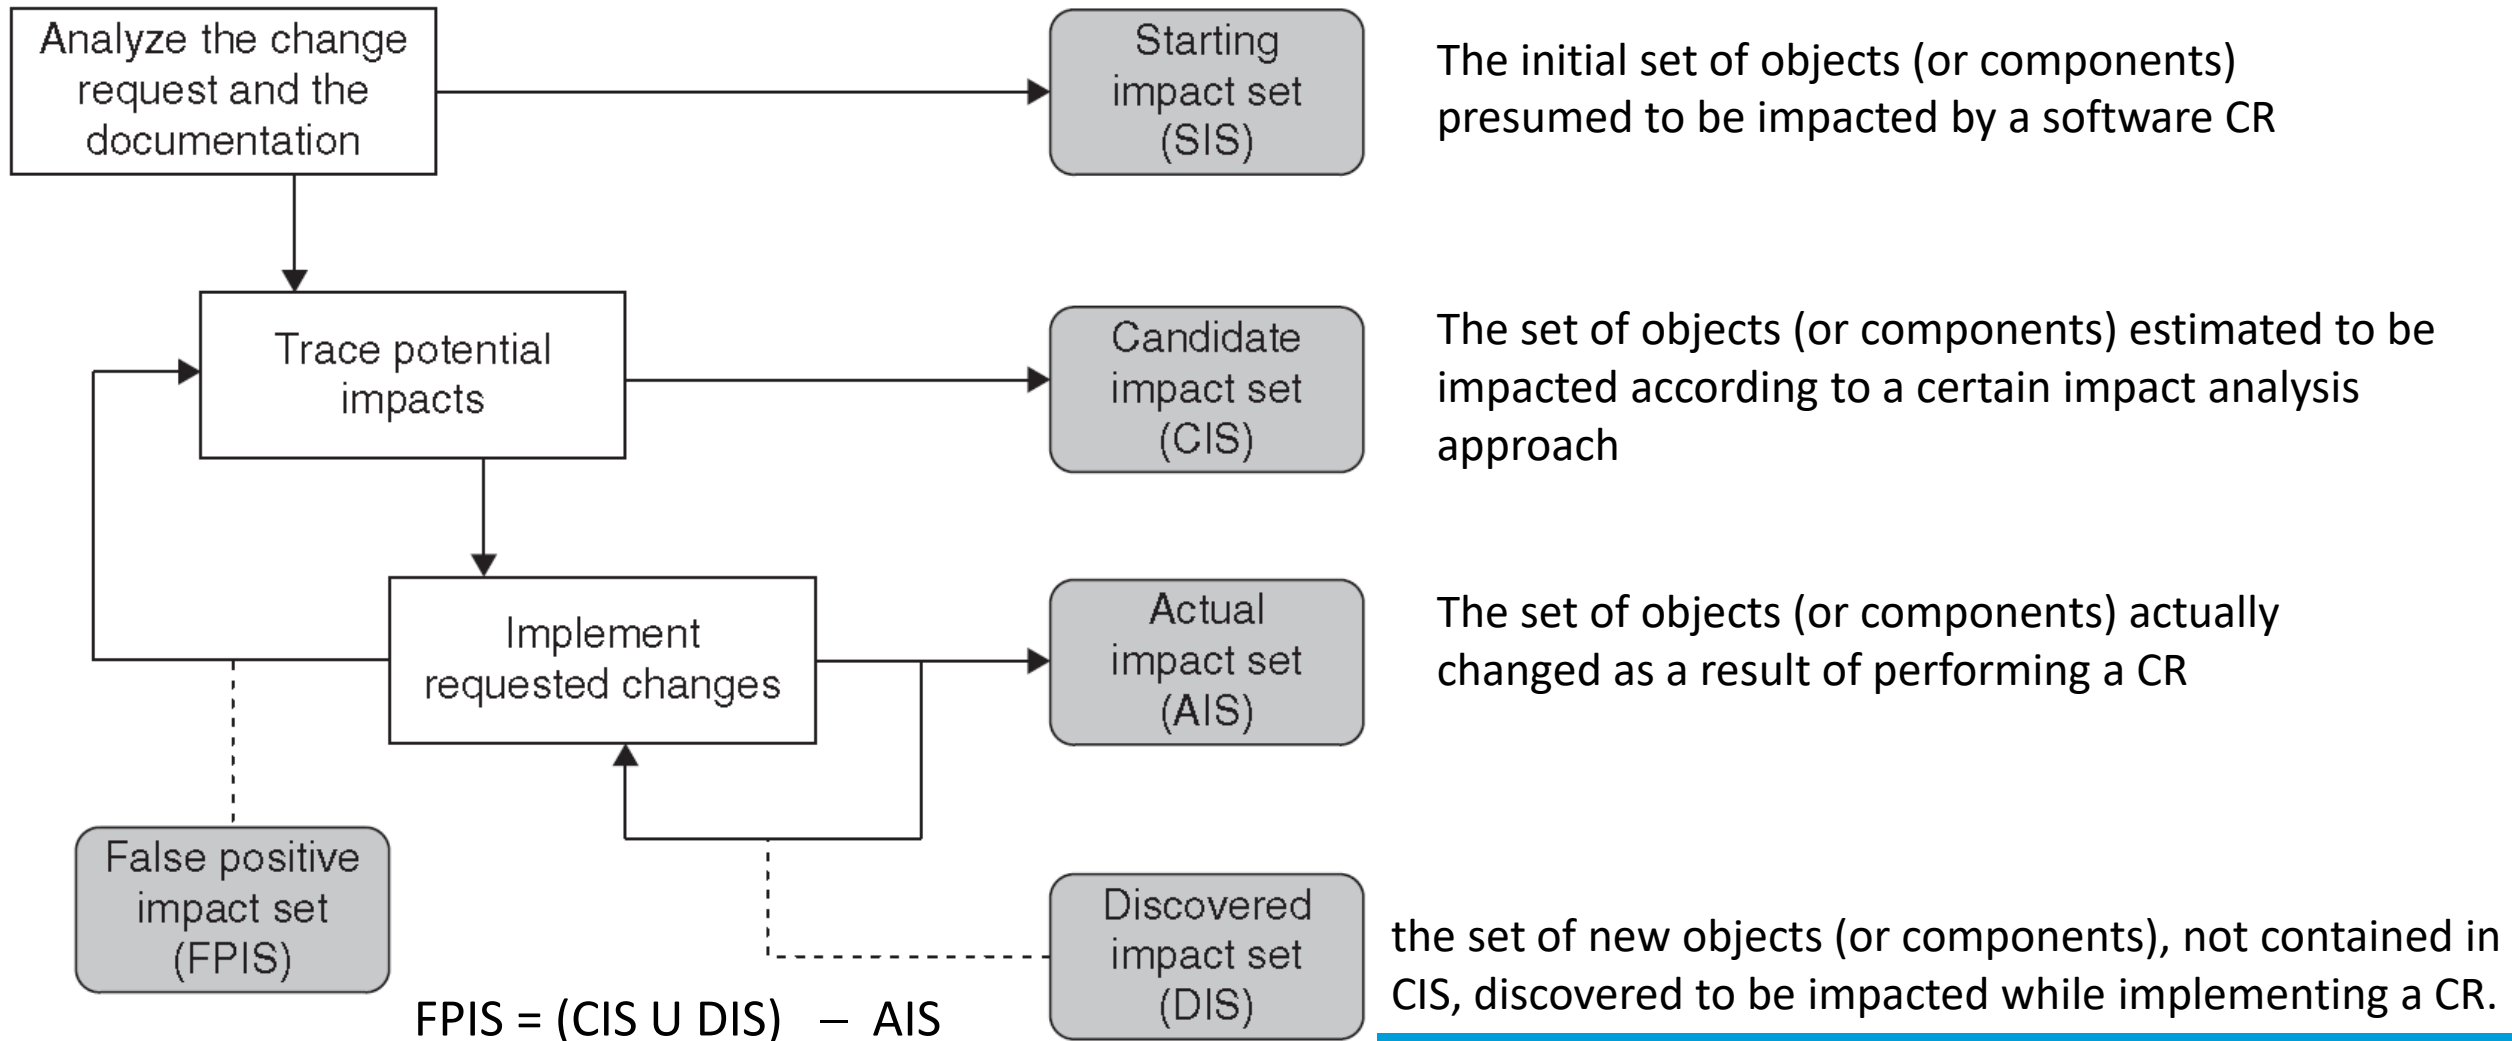 Analyze the change
request and the
documentation
Starting
impact set
(SIS)
The initial set of objects (or components)
presumed to be impacted by a software CR
Trace potential
impacts
Candidate
impact set
(CIS)
The set of objects (or components) estimated to be
impacted according to a certain impact analysis
approach
Implement
requested changes
Actual
impact set
(AIS)
The set of objects (or components) actually
changed as a result of performing a CR
False positive
impact set
(FPIS)
FPIS = (CIS U DIS) – AIS
Discovered
impact set
(DIS)
the set of new objects (or components), not contained in
CIS, discovered to be impacted while implementing a CR.